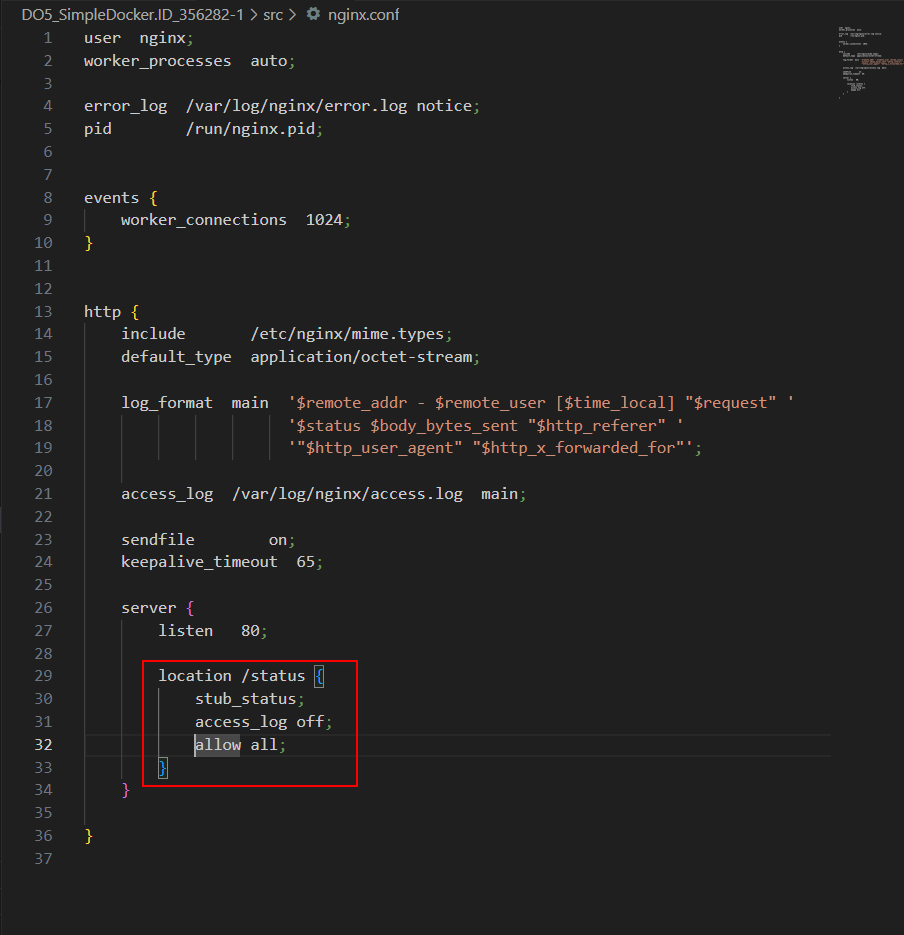 DO5_SimpleDocker.ID_356282-1 > src > nginx.conf
1 user  nginx;
2 worker_processes  auto;
3
4 error_log  /var/log/nginx/error.log notice;
5 pid        /run/nginx.pid;
6
7
8 events {
9     worker_connections  1024;
10 }
11
12
13 http {
14     include       /etc/nginx/mime.types;
15     default_type  application/octet-stream;
16
17     log_format  main  '$remote_addr - $remote_user [$time_local] "$request" '
18                       '$status $body_bytes_sent "$http_referer" '
19                       '"$http_user_agent" "$http_x_forwarded_for"';
20
21     access_log  /var/log/nginx/access.log  main;
22
23     sendfile        on;
24     keepalive_timeout  65;
25
26     server {
27         listen   80;
28
29         location /status {
30             stub_status;
31             access_log off;
32             allow all;
33         }
34     }
35
36 }
37